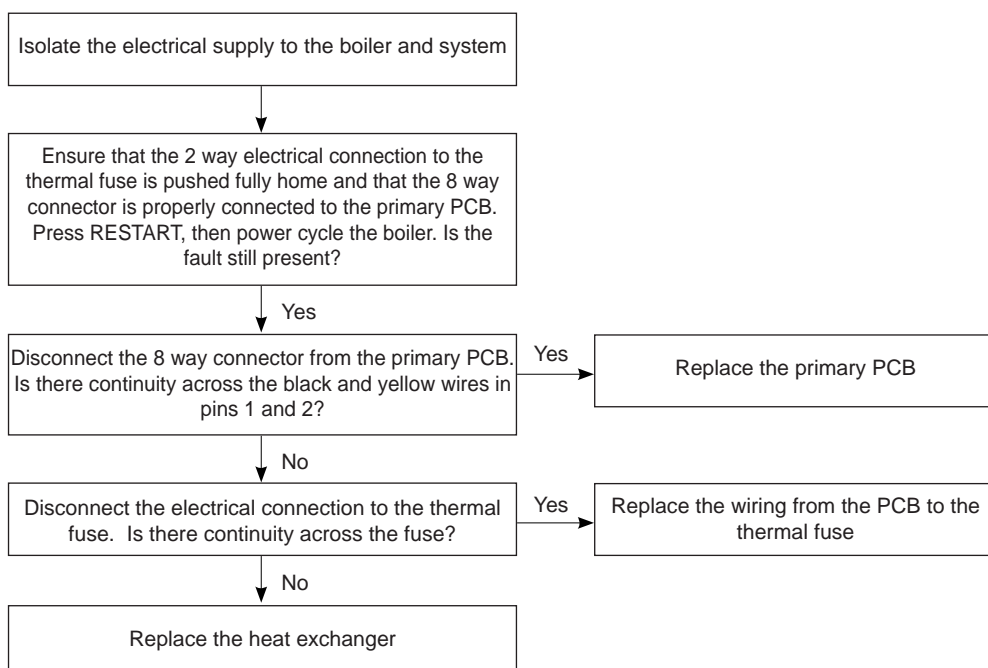 Isolate the electrical supply to the boiler and system
Ensure that the 2 way electrical connection to the
thermal fuse is pushed fully home and that the 8 way
connector is properly connected to the primary PCB.
Press RESTART, then power cycle the boiler. Is the
fault still present?
Yes
Disconnect the 8 way connector from the primary PCB.
Is there continuity across the black and yellow wires in
pins 1 and 2?
Yes
Replace the primary PCB
No
Disconnect the electrical connection to the thermal
fuse. Is there continuity across the fuse?
Yes
Replace the wiring from the PCB to the
thermal fuse
No
Replace the heat exchanger